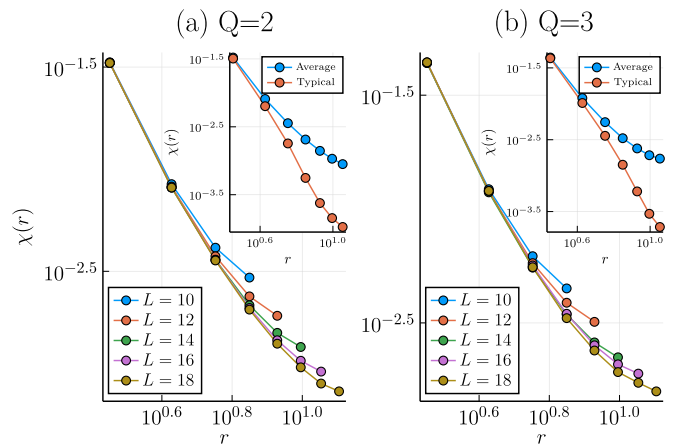 (a) Q=2
10^{-1.5}
10^{-2.5}
χ(r)
10^{0.6}
10^{0.8}
10^{1.0}
r
L = 10
L = 12
L = 14
L = 16
L = 18
Average
Typical
10^{-1.5}
10^{-2.5}
10^{-3.5}
χ(r)
10^{0.6}
10^{1.0}
r
(b) Q=3
10^{-1.5}
10^{-2.5}
10^{0.6}
10^{0.8}
10^{1.0}
r
L = 10
L = 12
L = 14
L = 16
L = 18
Average
Typical
10^{-1.5}
10^{-2.5}
10^{-3.5}
χ(r)
10^{0.6}
10^{1.0}
r